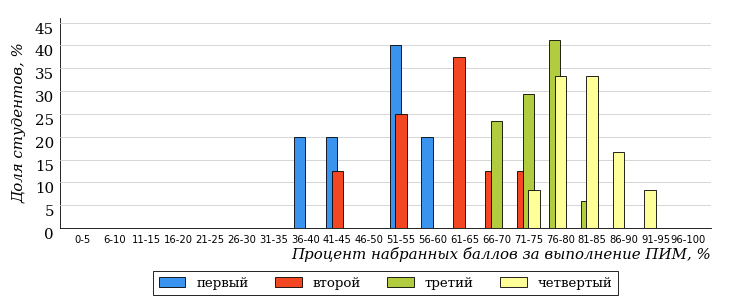 Доля студентов, %
45
40
35
30
25
20
15
10
5
0
0-5 6-10 11-15 16-20 21-25 26-30 31-35 36-40 41-45 46-50 51-55 56-60 61-65 66-70 71-75 76-80 81-85 86-90 91-95 96-100
Процент набранных баллов за выполнение ПИМ, %
первый второй третий четвертый